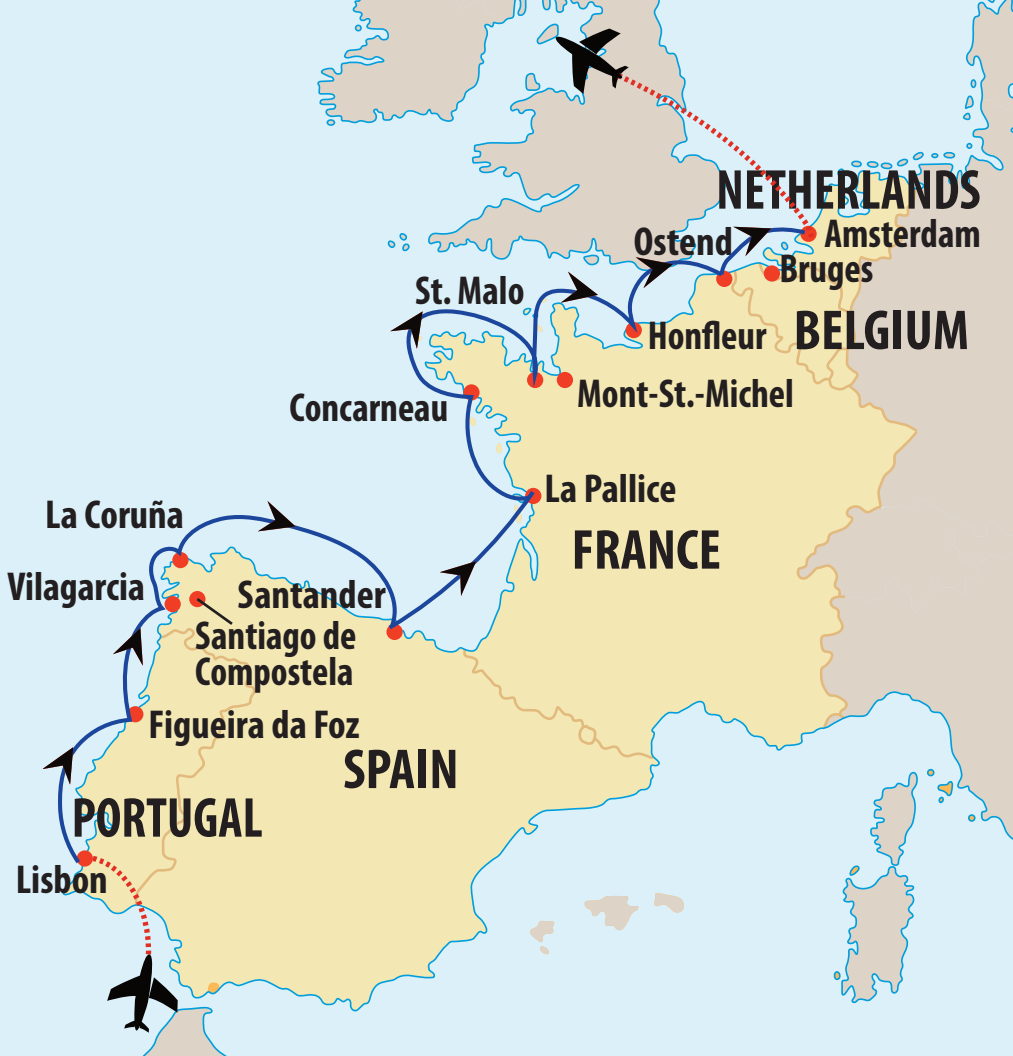 NETHERLANDS
Ostend
Amsterdam
Bruges
St. Malo
Honfleur
BELGIUM
Mont-St.-Michel
Concarneau
La Pallice
La Coruña
FRANCE
Vilagarcia
Santander
Santiago de
Compostela
Figueira da Foz
SPAIN
PORTUGAL
Lisbon